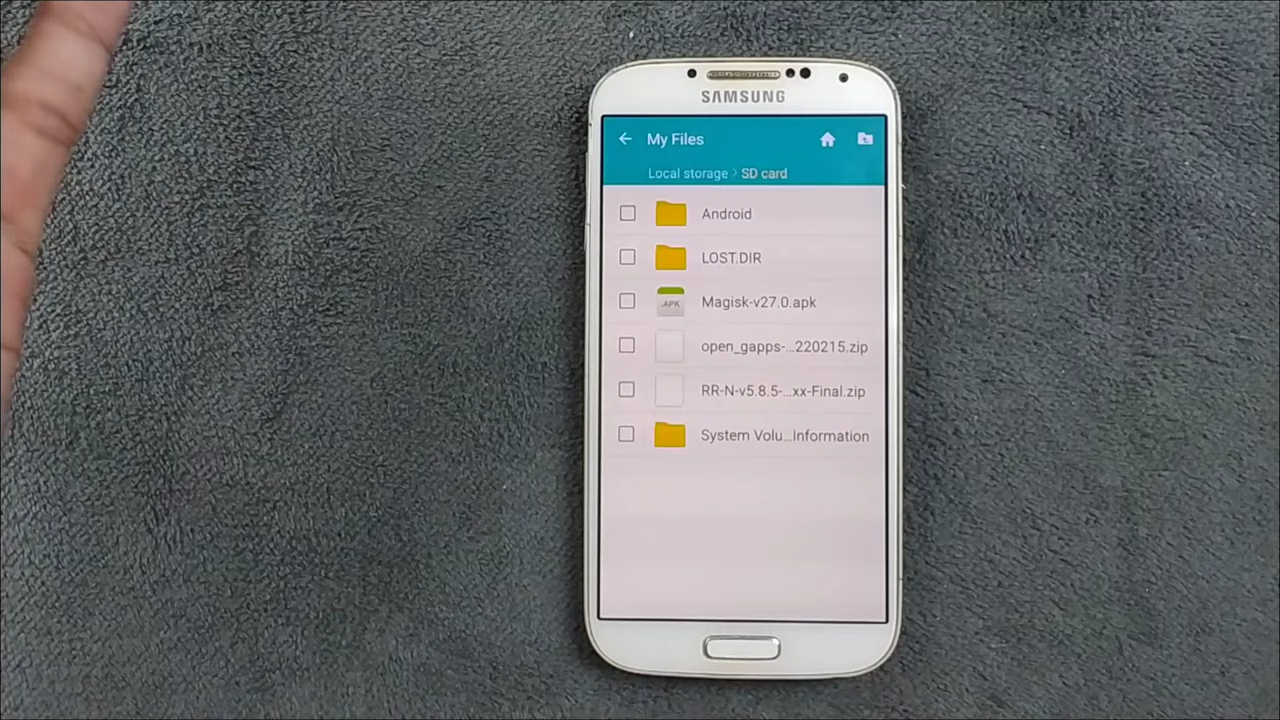 SAMSUNG
My Files
Local storage > SD card
Android
LOST.DIR
.APK
Magisk-v27.0.apk
open_gapps-...220215.zip
RR-N-v5.8.5-...xx-Final.zip
System Volu...Information